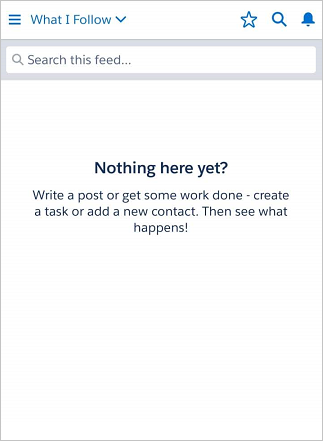 What I Follow
Search this feed...
Nothing here yet?
Write a post or get some work done - create
a task or add a new contact. Then see what
happens!